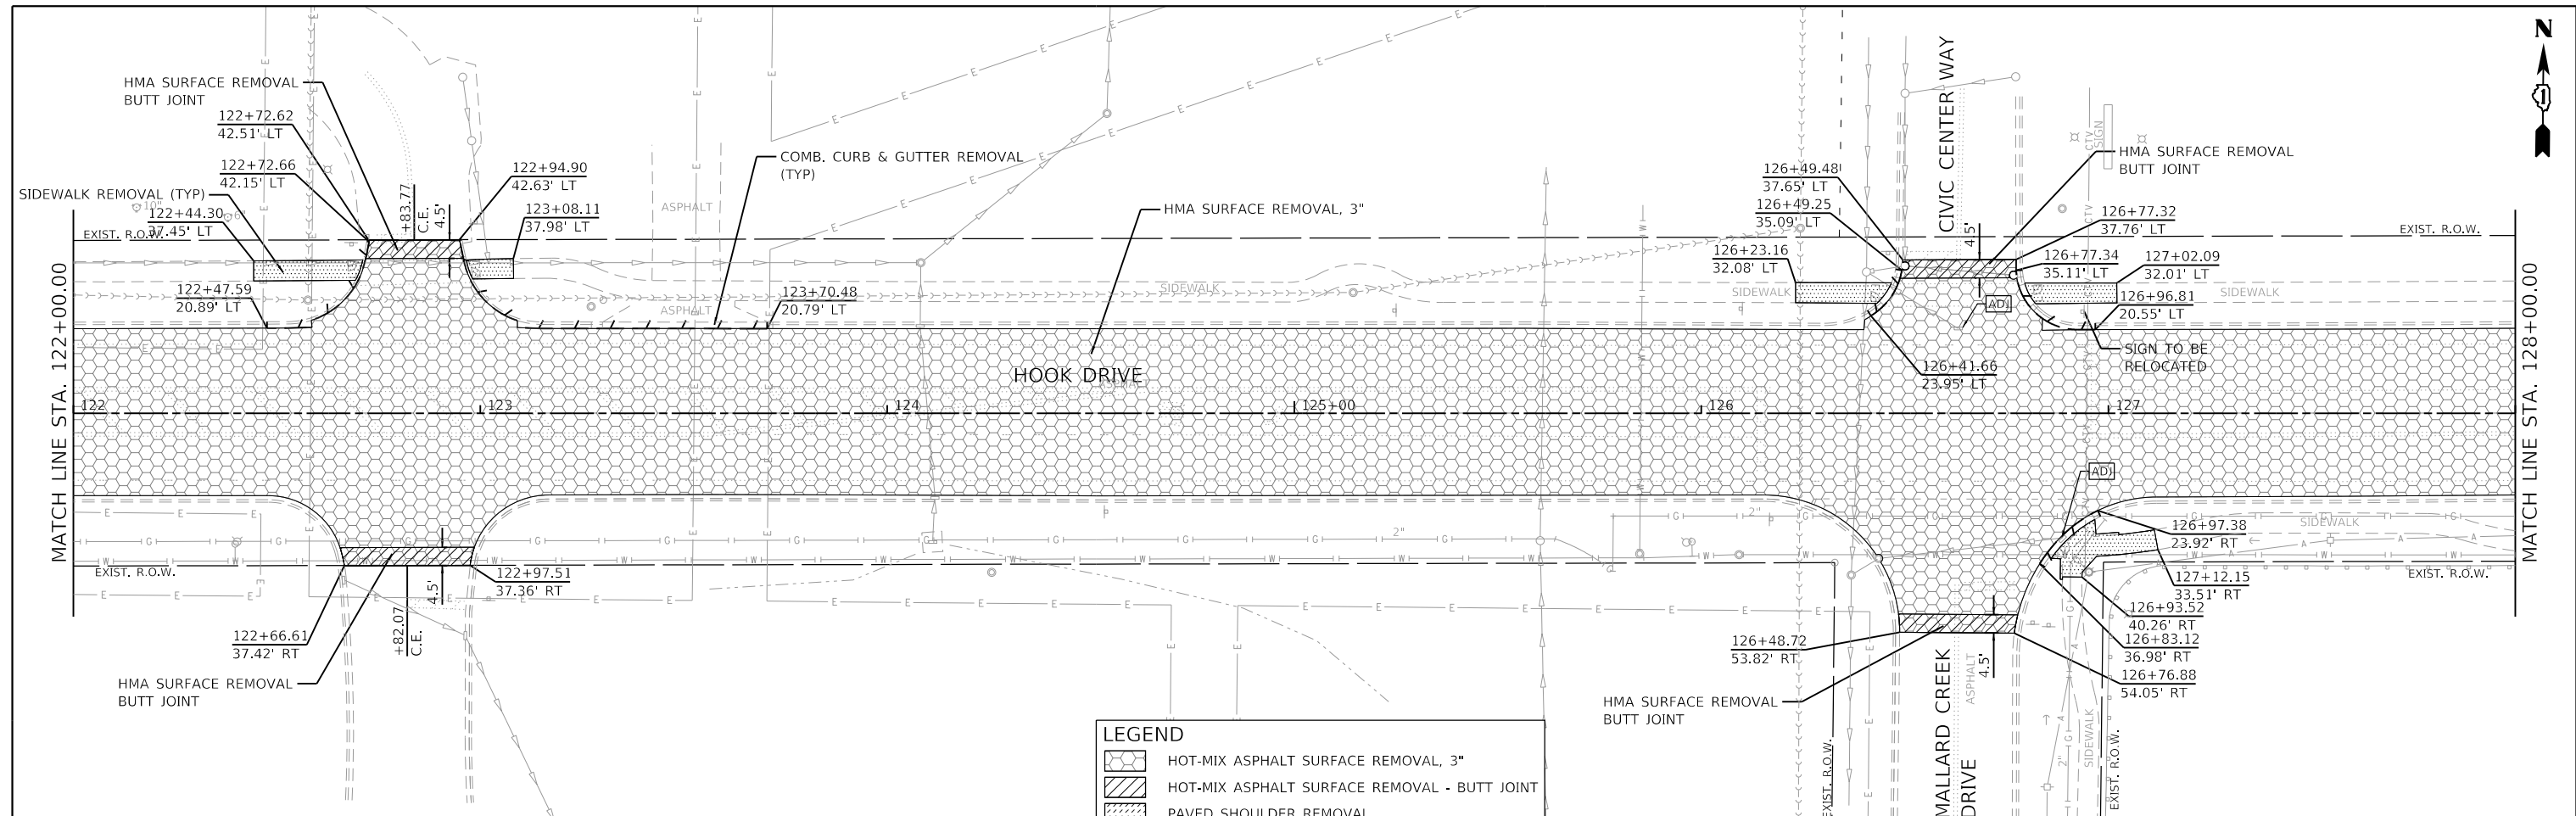 N
HMA SURFACE REMOVAL
BUTT JOINT
122+72.62
42.51' LT
122+72.66
42.15' LT
SIDEWALK REMOVAL (TYP)
10"
6"
122+44.30
37.45' LT
EXIST. R.O.W.
122+47.59
20.89' LT
+83.77
C.E.
4.5'
122+94.90
42.63' LT
123+08.11
37.98' LT
ASPHALT
ASPHALT
COMB. CURB & GUTTER REMOVAL
(TYP)
123+70.48
20.79' LT
HMA SURFACE REMOVAL, 3"
SIDEWALK
CIVIC CENTER WAY
SIGN
HMA SURFACE REMOVAL
BUTT JOINT
126+49.48
37.65' LT
126+49.25
35.09' LT
126+23.16
32.08' LT
SIDEWALK
4.5'
126+77.32
37.76' LT
126+77.34
35.11' LT
127+02.09
32.01' LT
126+96.81
20.55' LT
SIDEWALK
EXIST. R.O.W.
ADJ
SIGN TO BE
RELOCATED
126+41.66
23.95' LT
HOOK DRIVE
MATCH LINE STA. 122+00.00
122
123
124
125+00
126
127
MATCH LINE STA. 128+00.00
ADJ
126+97.38
23.92' RT
SIDEWALK
127+12.15
33.51' RT
126+93.52
40.26' RT
126+83.12
36.98' RT
126+76.88
54.05' RT
EXIST. R.O.W.
EXIST. R.O.W.
122+97.51
37.36' RT
4.5'
+82.07
C.E.
122+66.61
37.42' RT
HMA SURFACE REMOVAL
BUTT JOINT
2"
2"
126+48.72
53.82' RT
HMA SURFACE REMOVAL
BUTT JOINT
MALLARD CREEK
DRIVE
ASPHALT
4.5'
EXIST. R.O.W.
2"
SIDEWALK
EXIST. R.O.W.
LEGEND
HOT-MIX ASPHALT SURFACE REMOVAL, 3"
HOT-MIX ASPHALT SURFACE REMOVAL - BUTT JOINT
PAVED SHOULDER REMOVAL